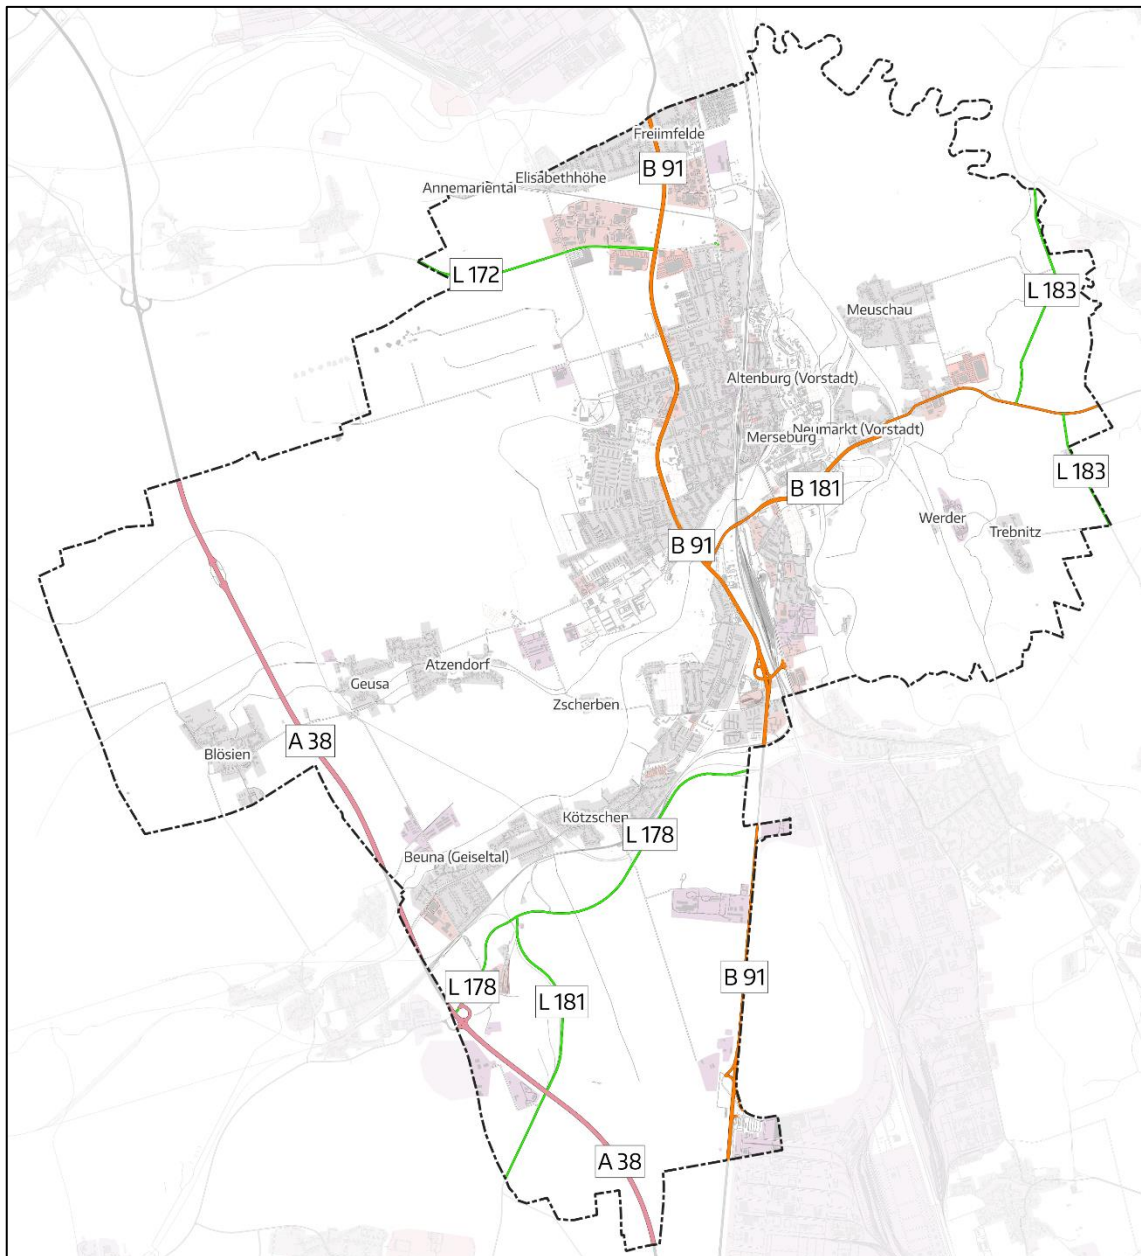 Freiimfelde
B 91
Elisabethhöhe
Annemariental
L 172
L 183
Meuschau
Altenburg (Vorstadt)
Neumarkt (Vorstadt)
Merseburg
L 183
B 181
Werder
Trebnitz
B 91
Atzendorf
Geusa
Zscherben
A 38
Blösien
Kötzschen
L 178
Beuna (Geiseltal)
B 91
L 178
L 181
A 38